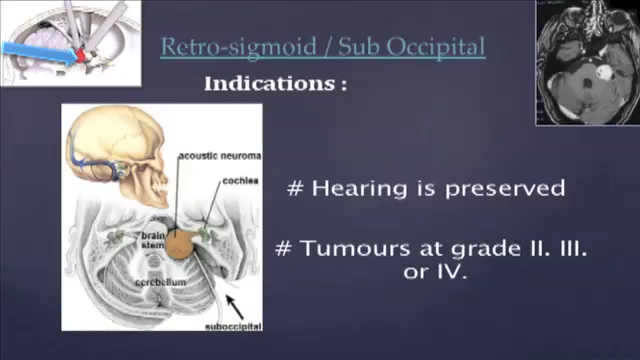 Retro-sigmoid / Sub Occipital
Indications :
acoustic neuroma
cochlea
brain
stem
cerebellum
suboccipital
# Hearing is preserved
# Tumours at grade II. III.
or IV.